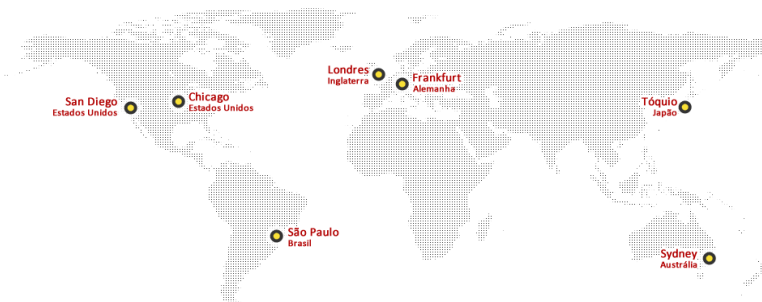 Londres
Inglaterra
Frankfurt
Alemanha
San Diego
Estados Unidos
Chicago
Estados Unidos
Tóquio
Japão
São Paulo
Brasil
Sydney
Austrália